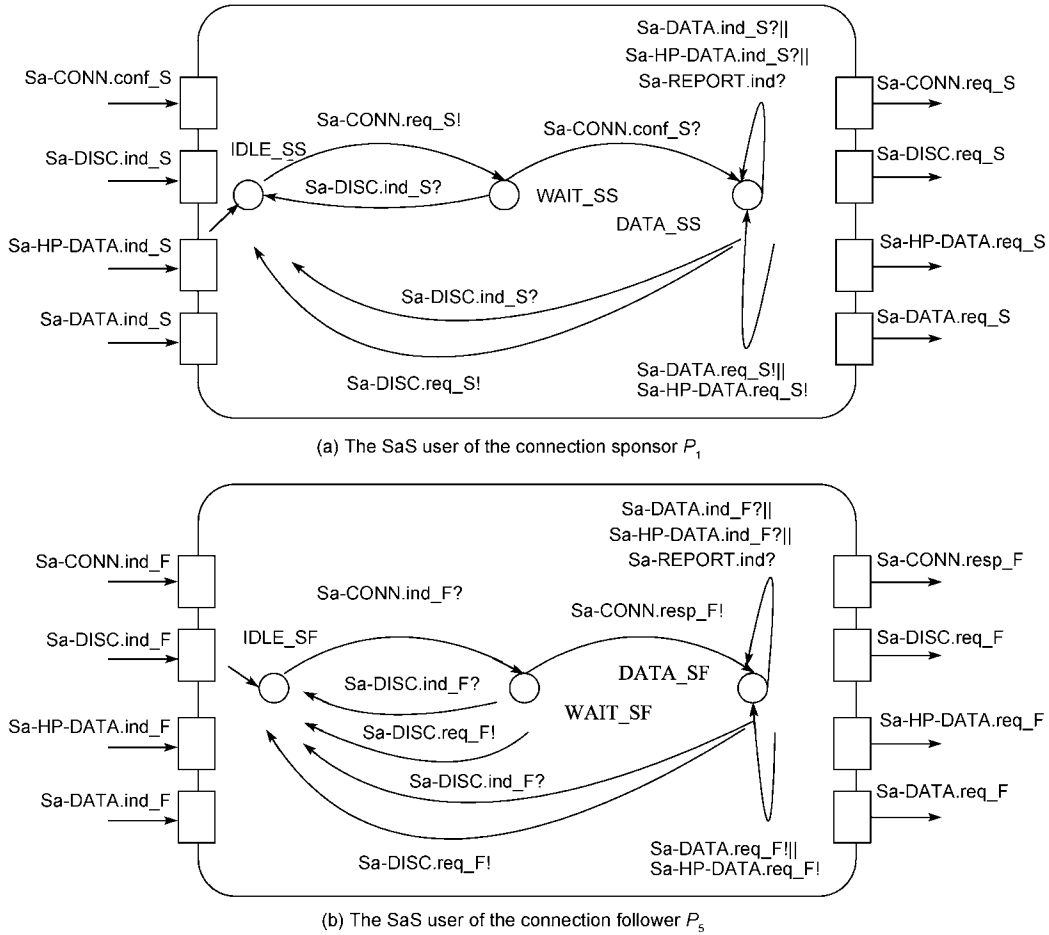 Sa-DATA.ind_S?||
Sa-HP-DATA.ind_S?||
Sa-REPORT.ind?
Sa-CONN.conf_S
Sa-CONN.req_S
Sa-CONN.req_S!
Sa-CONN.conf_S?
Sa-DISC.ind_S
IDLE_SS
Sa-DISC.req_S
Sa-DISC.ind_S?
WAIT_SS
DATA_SS
Sa-HP-DATA.ind_S
Sa-HP-DATA.req_S
Sa-DISC.ind_S?
Sa-DATA.ind_S
Sa-DATA.req_S
Sa-DISC.req_S!
Sa-DATA.req_S!||
Sa-HP-DATA.req_S!
(a) The SaS user of the connection sponsor P1
Sa-DATA.ind_F?||
Sa-HP-DATA.ind_F?||
Sa-REPORT.ind?
Sa-CONN.ind_F
Sa-CONN.resp_F
Sa-CONN.ind_F?
Sa-CONN.resp_F!
Sa-DISC.ind_F
IDLE_SF
Sa-DISC.req_F
Sa-DISC.ind_F?
DATA_SF
WAIT_SF
Sa-HP-DATA.ind_F
Sa-DISC.req_F!
Sa-HP-DATA.req_F
Sa-DISC.ind_F?
Sa-DATA.ind_F
Sa-DATA.req_F
Sa-DISC.req_F!
Sa-DATA.req_F!||
Sa-HP-DATA.req_F!
(b) The SaS user of the connection follower P5